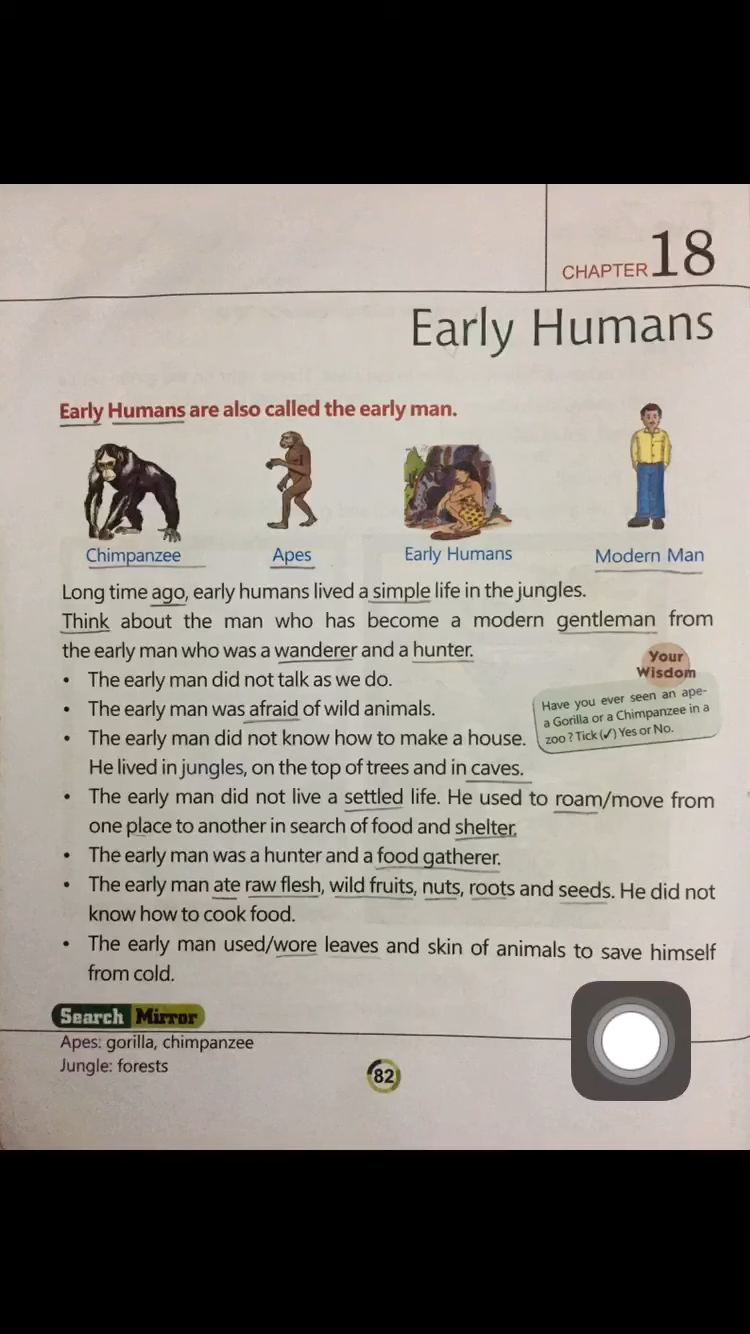 CHAPTER 18
Early Humans
Early Humans are also called the early man.
Chimpanzee Apes Early Humans Modern Man
Long time ago, early humans lived a simple life in the jungles.
Think about the man who has become a modern gentleman from
the early man who was a wanderer and a hunter.
Your
Wisdom
Have you ever seen an ape-
a Gorilla or a Chimpanzee in a
zoo ? Tick (✓) Yes or No.
• The early man did not talk as we do.
• The early man was afraid of wild animals.
• The early man did not know how to make a house.
He lived in jungles, on the top of trees and in caves.
• The early man did not live a settled life. He used to roam/move from
one place to another in search of food and shelter.
• The early man was a hunter and a food gatherer.
• The early man ate raw flesh, wild fruits, nuts, roots and seeds. He did not
know how to cook food.
• The early man used/wore leaves and skin of animals to save himself
from cold.
Search Mirror
Apes: gorilla, chimpanzee
Jungle: forests
82